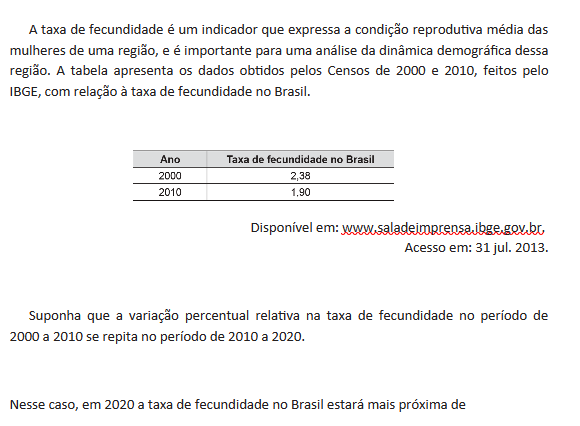 A taxa de fecundidade é um indicador que expressa a condição reprodutiva média das
mulheres de uma região, e é importante para uma análise da dinâmica demográfica dessa
região. A tabela apresenta os dados obtidos pelos Censos de 2000 e 2010, feitos pelo
IBGE, com relação à taxa de fecundidade no Brasil.
Ano Taxa de fecundidade no Brasil
2000 2,38
2010 1,90
Disponível em: www.saladeimprensa.ibge.gov.br,
Acesso em: 31 jul. 2013.
Suponha que a variação percentual relativa na taxa de fecundidade no período de
2000 a 2010 se repita no período de 2010 a 2020.
Nesse caso, em 2020 a taxa de fecundidade no Brasil estará mais próxima de